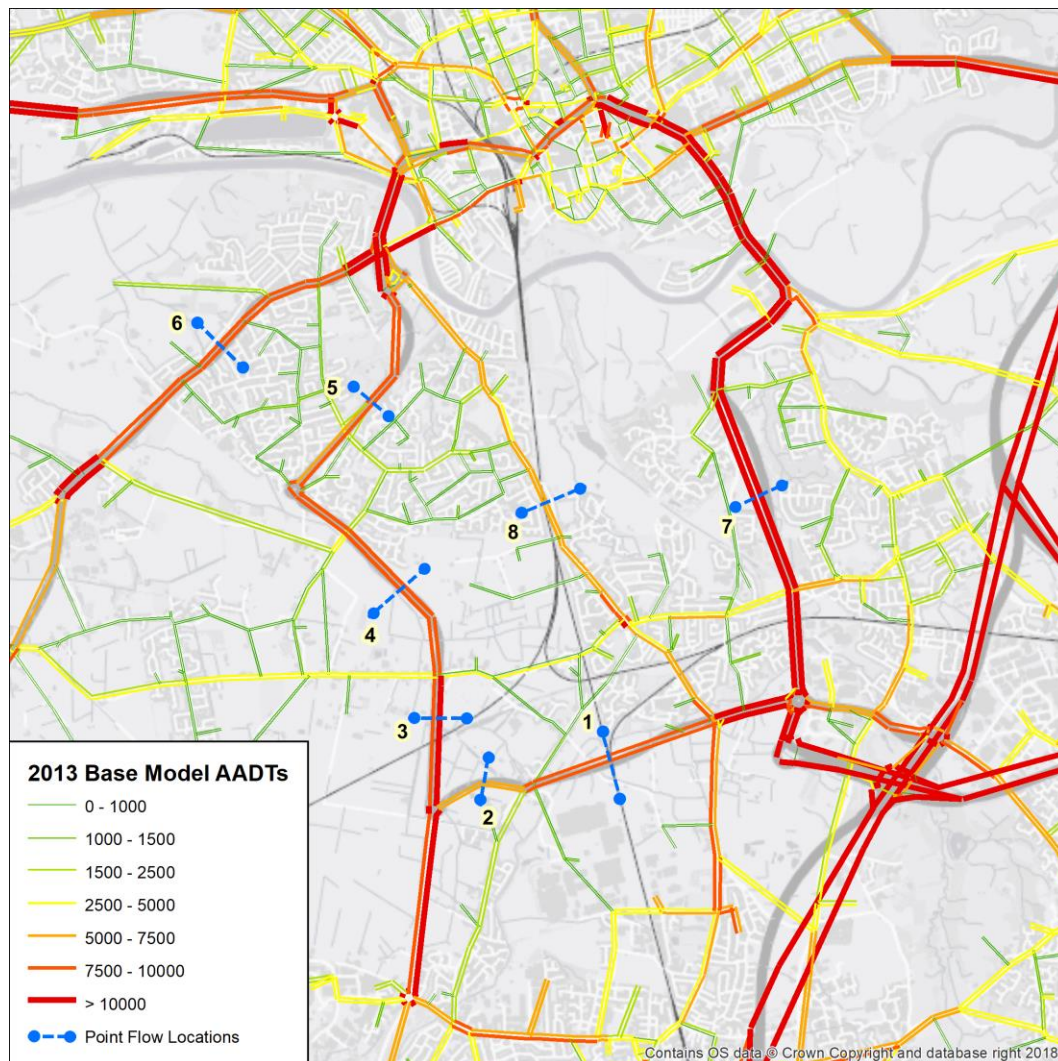 6
5
8
7
4
3
1
2
2013 Base Model AADTs
0 - 1000
1000 - 1500
1500 - 2500
2500 - 5000
5000 - 7500
7500 - 10000
> 10000
Point Flow Locations
Contains OS data © Crown Copyright and database right 2018